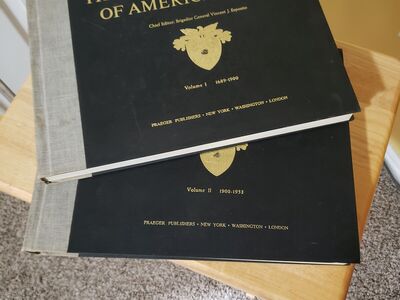 OF AMERICA
Chief Editor: Brigadier General Vincent J. Esposito
Volume I 1689-1900
PRAEGER PUBLISHERS • NEW YORK • WASHINGTON • LONDON
Volume II 1900-1953
PRAEGER PUBLISHERS • NEW YORK • WASHINGTON • LONDON